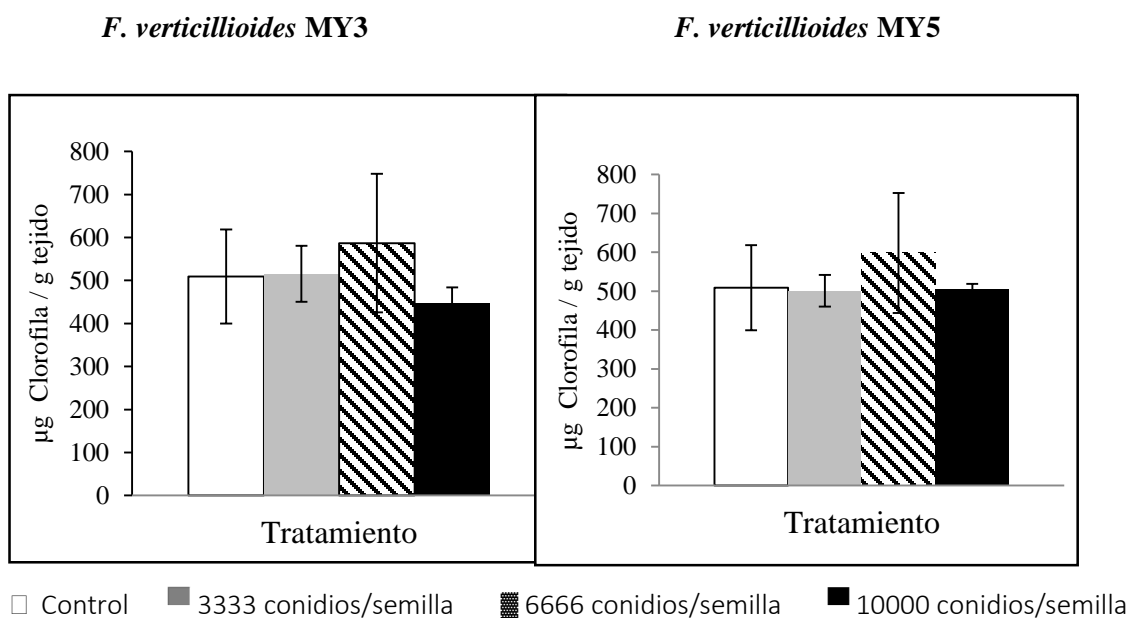 F. verticillioides MY3
F. verticillioides MY5
µg Clorofila / g tejido
800
700
600
500
400
300
200
100
0
Tratamiento
µg Clorofila / g tejido
800
700
600
500
400
300
200
100
0
Tratamiento
Control
3333 conidios/semilla
6666 conidios/semilla
10000 conidios/semilla